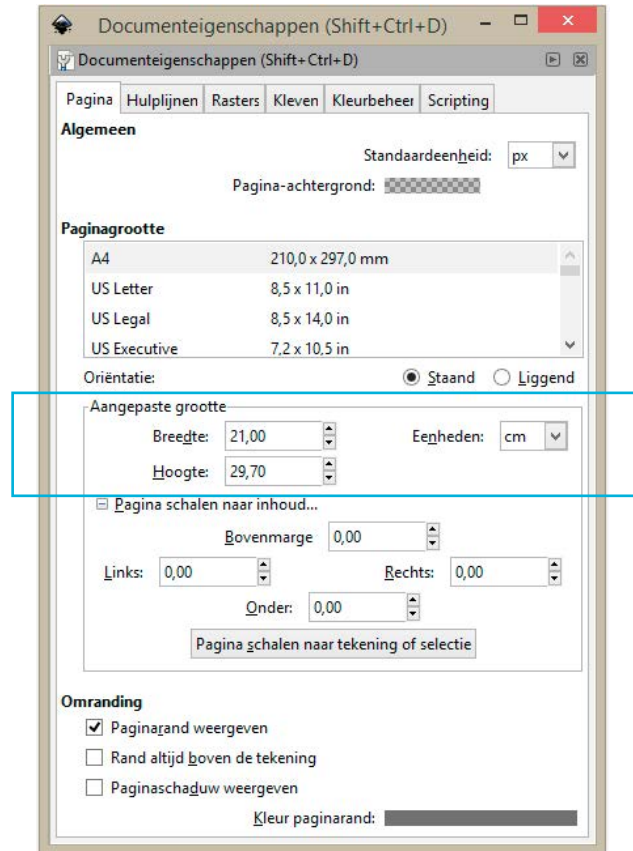 Documenteigenschappen (Shift+Ctrl+D)
Documenteigenschappen (Shift+Ctrl+D)
Pagina Hulplijnen Rasters Kleven Kleurbeheer Scripting
Algemeen
Standaardeenheid: px
Pagina-achtergrond:
Paginagrootte
A4 210,0 x 297,0 mm
US Letter 8,5 x 11,0 in
US Legal 8,5 x 14,0 in
US Executive 7,2 x 10,5 in
Oriëntatie: Staand Liggend
Aangepaste grootte
Breedte: 21,00 Eenheden: cm
Hoogte: 29,70
Pagina schalen naar inhoud...
Bovenmarge 0,00
Links: 0,00 Rechts: 0,00
Onder: 0,00
Pagina schalen naar tekening of selectie
Omranding
Paginarand weergeven
Rand altijd boven de tekening
Paginaschaduw weergeven
Kleur paginarand: